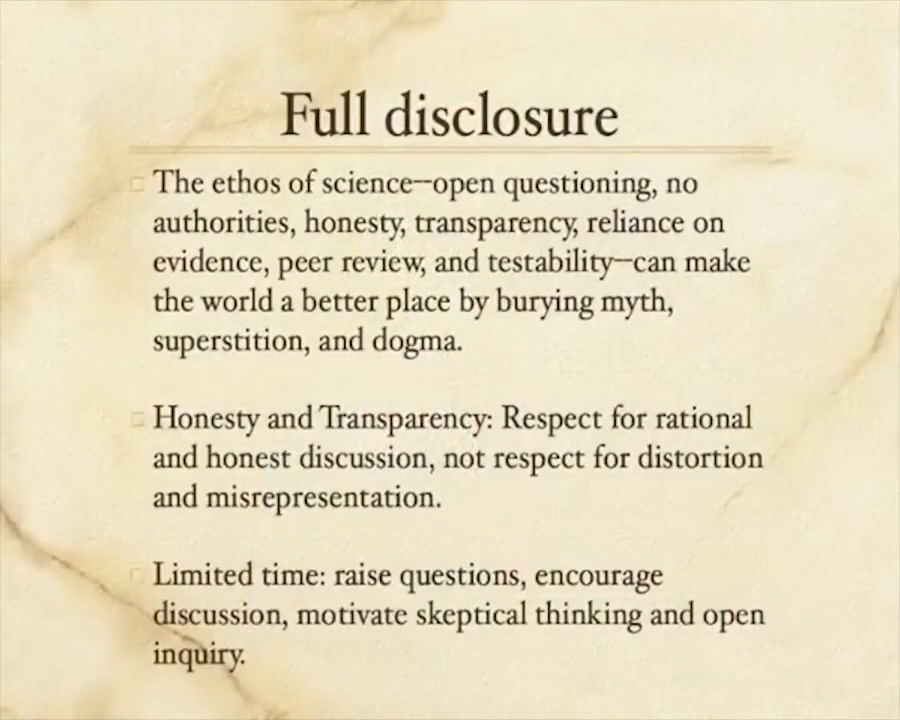 Full disclosure
The ethos of science—open questioning, no
authorities, honesty, transparency, reliance on
evidence, peer review, and testability—can make
the world a better place by burying myth,
superstition, and dogma.
Honesty and Transparency: Respect for rational
and honest discussion, not respect for distortion
and misrepresentation.
Limited time: raise questions, encourage
discussion, motivate skeptical thinking and open
inquiry.